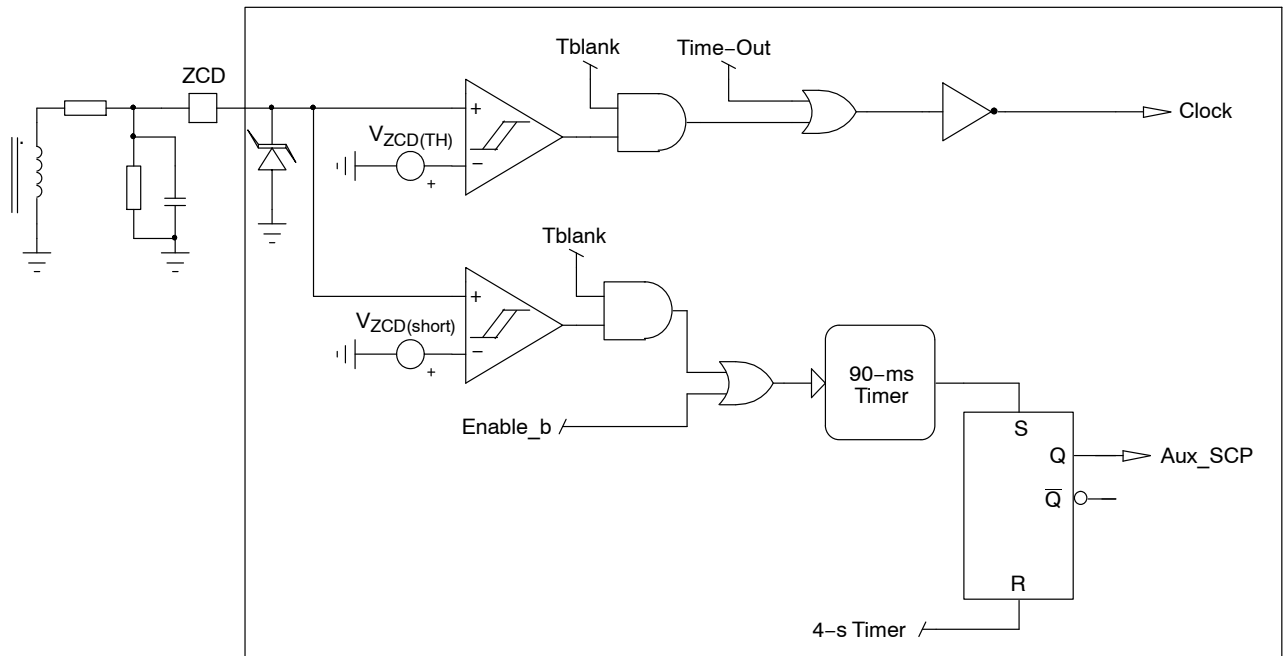 Tblank
Time−Out
ZCD
+
Clock
VZCD(TH)
−
+
Tblank
+
VZCD(short)
−
+
90−ms
Timer
Enable_b
S
Q
Aux_SCP
Q̅
R
4−s Timer